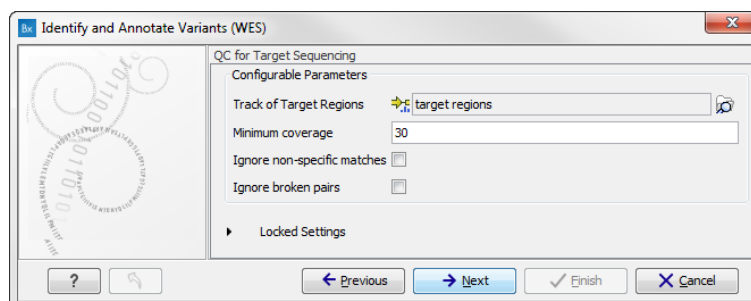 Bx Identify and Annotate Variants (WES)
QC for Target Sequencing
Configurable Parameters
Track of Target Regions target regions
Minimum coverage 30
Ignore non-specific matches
Ignore broken pairs
Locked Settings
? Previous Next Finish Cancel